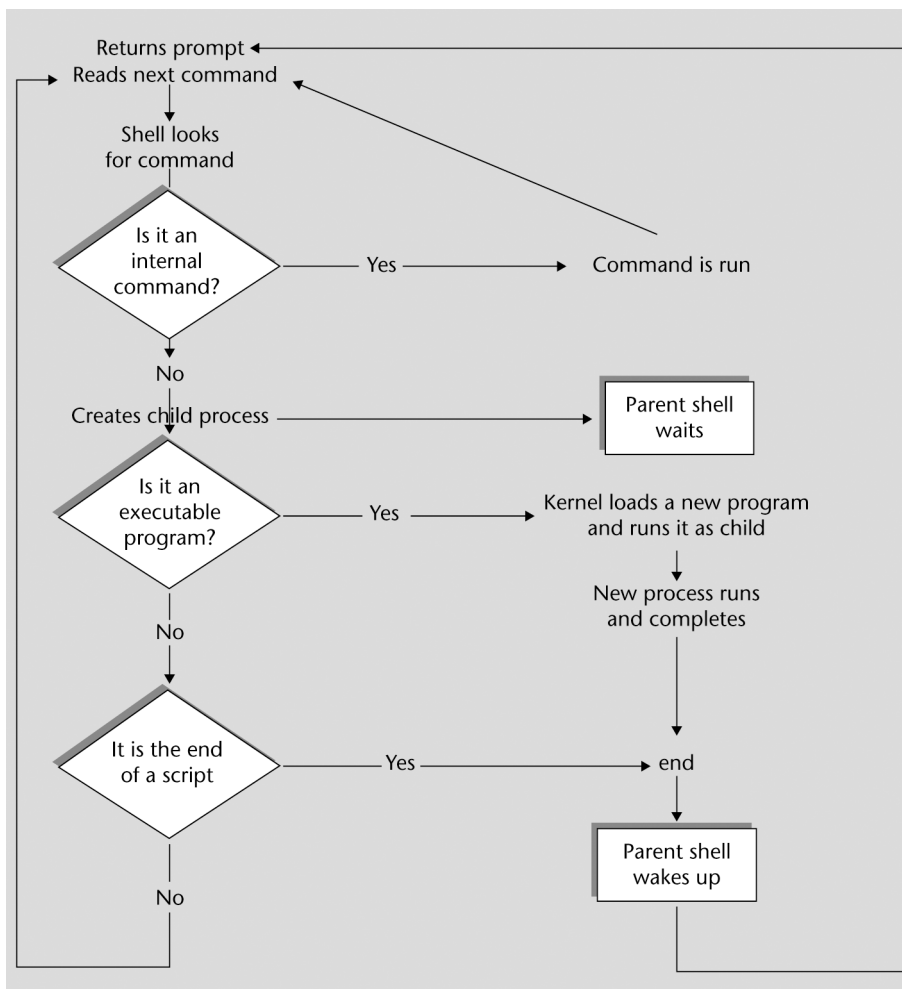 Returns prompt
Reads next command
Shell looks
for command
Is it an
internal
command?
Yes
Command is run
No
Creates child process
Parent shell
waits
Is it an
executable
program?
Yes
Kernel loads a new program
and runs it as child
New process runs
and completes
No
It is the end
of a script
Yes
end
Parent shell
wakes up
No